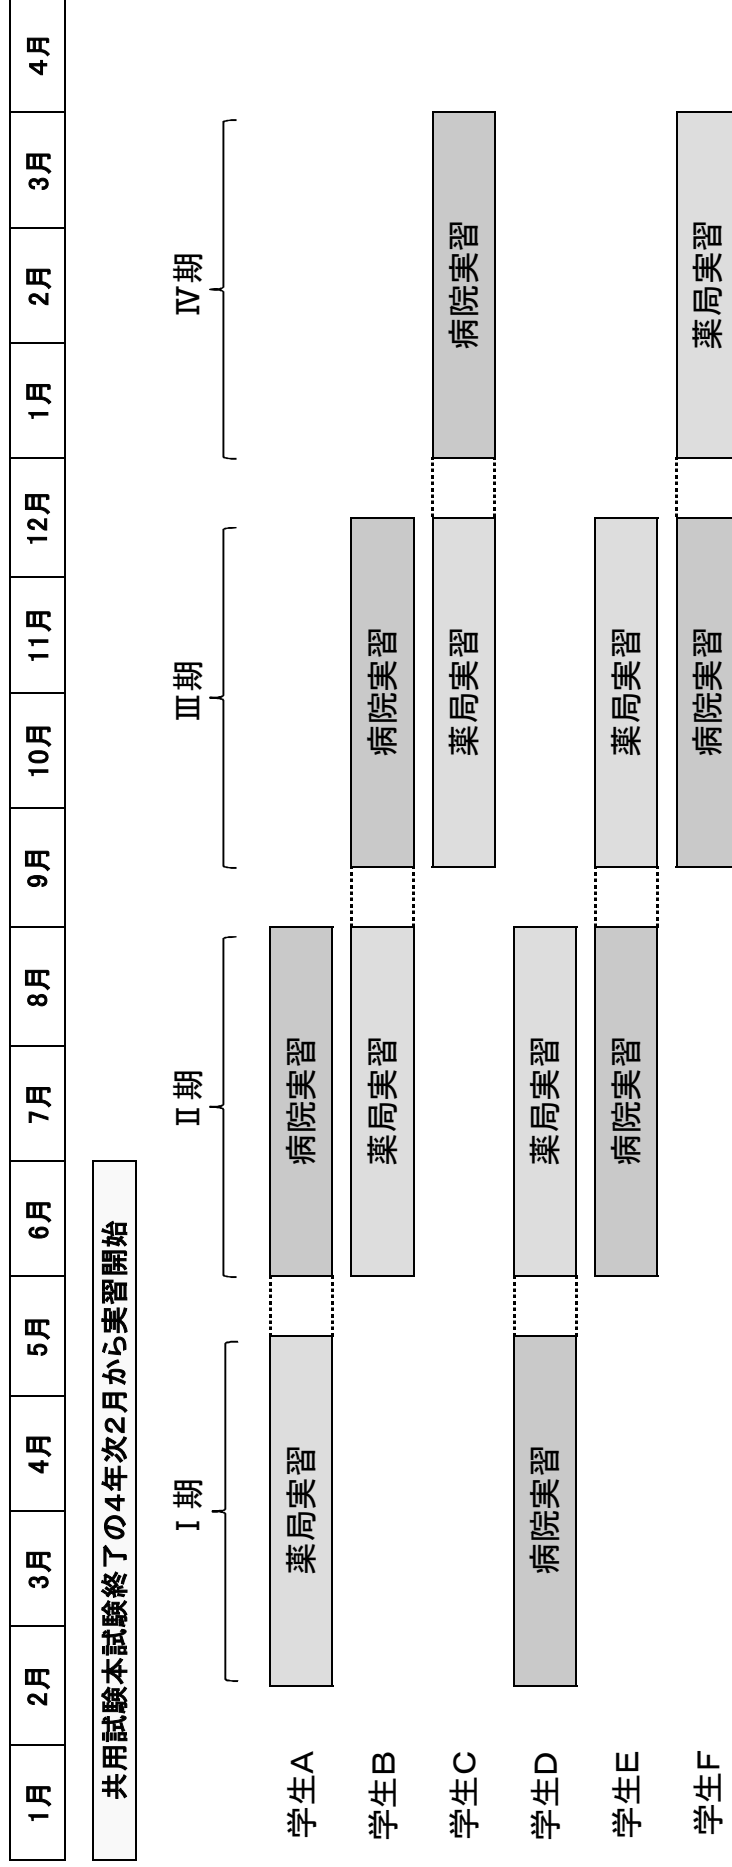 1月 2月 3月 4月 5月 6月 7月 8月 9月 10月 11月 12月 1月 2月 3月 4月
共用試験本試験終了の4年次2月から実習開始
Ⅰ期 Ⅱ期 Ⅲ期 Ⅳ期
学生A 薬局実習 病院実習
学生B 薬局実習 病院実習
学生C 薬局実習 病院実習
学生D 病院実習 薬局実習
学生E 病院実習 薬局実習
学生F 病院実習 薬局実習